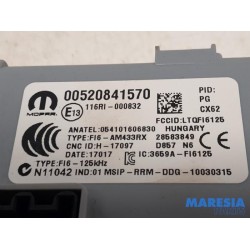 MOPAR
00520841570
PID:
116RI-000832
PG
E13
CX62
FCCID:LTQFI6125
ANATEL:054101606830 HUNGARY
TYPE:FI6-AM433RX 28583849
CNC ID:H-17097 D857 N6
DATE:17017 IC:3659A-FI6125
TYPE:FI6-125kHz
N11042 IND:01 MSIP-RRM-DDG-10030315
MARESIA